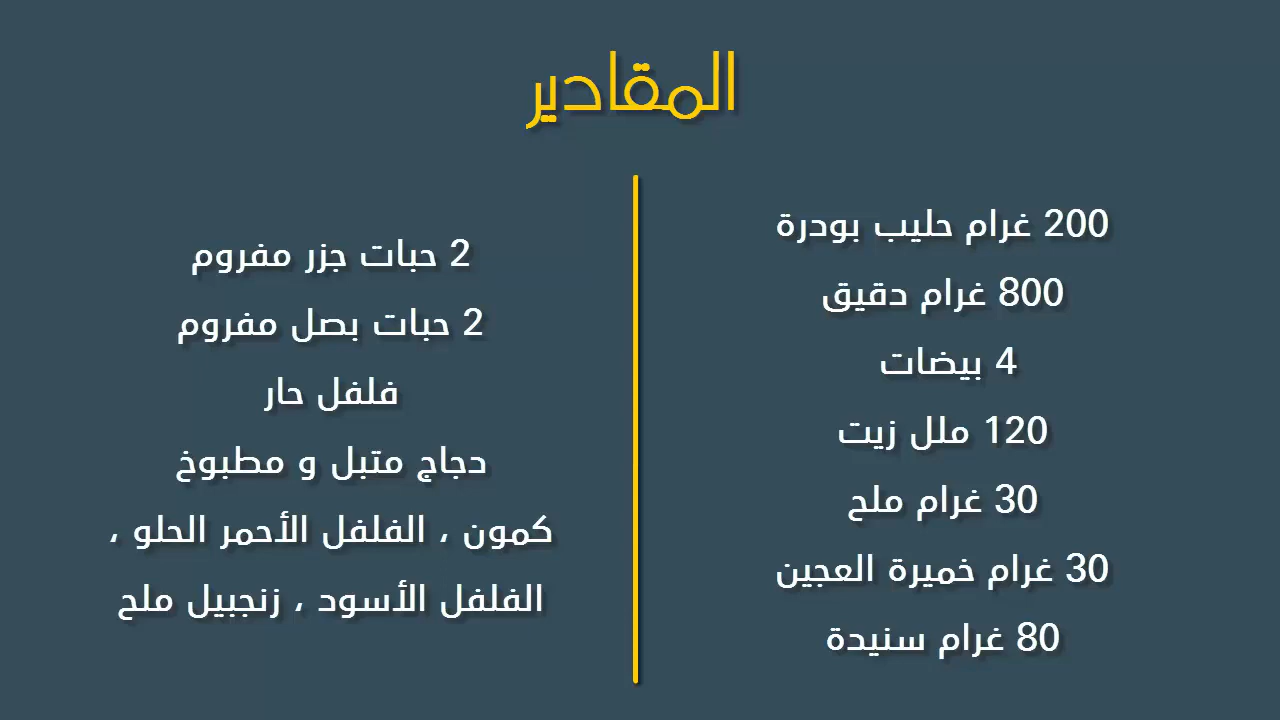 المقادير
200 غرام حليب بودرة
800 غرام دقيق
4 بيضات
120 ملل زيت
30 غرام ملح
30 غرام خميرة العجين
80 غرام سنيدة
2 حبات جزر مفروم
2 حبات بصل مفروم
فلفل حار
دجاج متبل و مطبوخ
كمون ، الفلفل الأحمر الحلو ،
الفلفل الأسود ، زنجبيل ملح